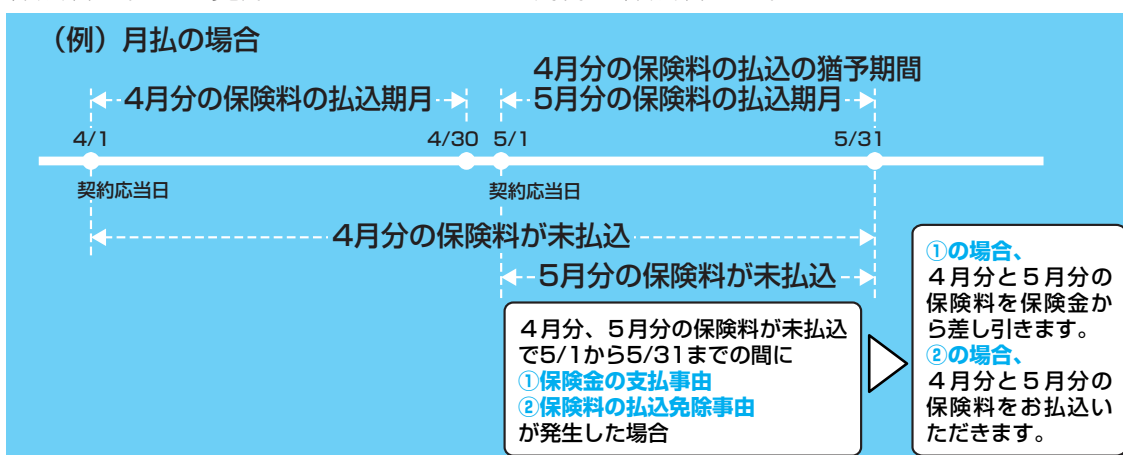 （例）月払の場合
4月分の保険料の払込の猶予期間
4月分の保険料の払込期月
5月分の保険料の払込期月
4/1
4/30
5/1
5/31
契約応当日
契約応当日
4月分の保険料が未払込
5月分の保険料が未払込
４月分、５月分の保険料が未払込
で5/1から5/31までの間に
①保険金の支払事由
②保険料の払込免除事由
が発生した場合
①の場合、
４月分と５月分の
保険料を保険金か
ら差し引きます。
②の場合、
４月分と５月分の
保険料をお払込い
ただきます。